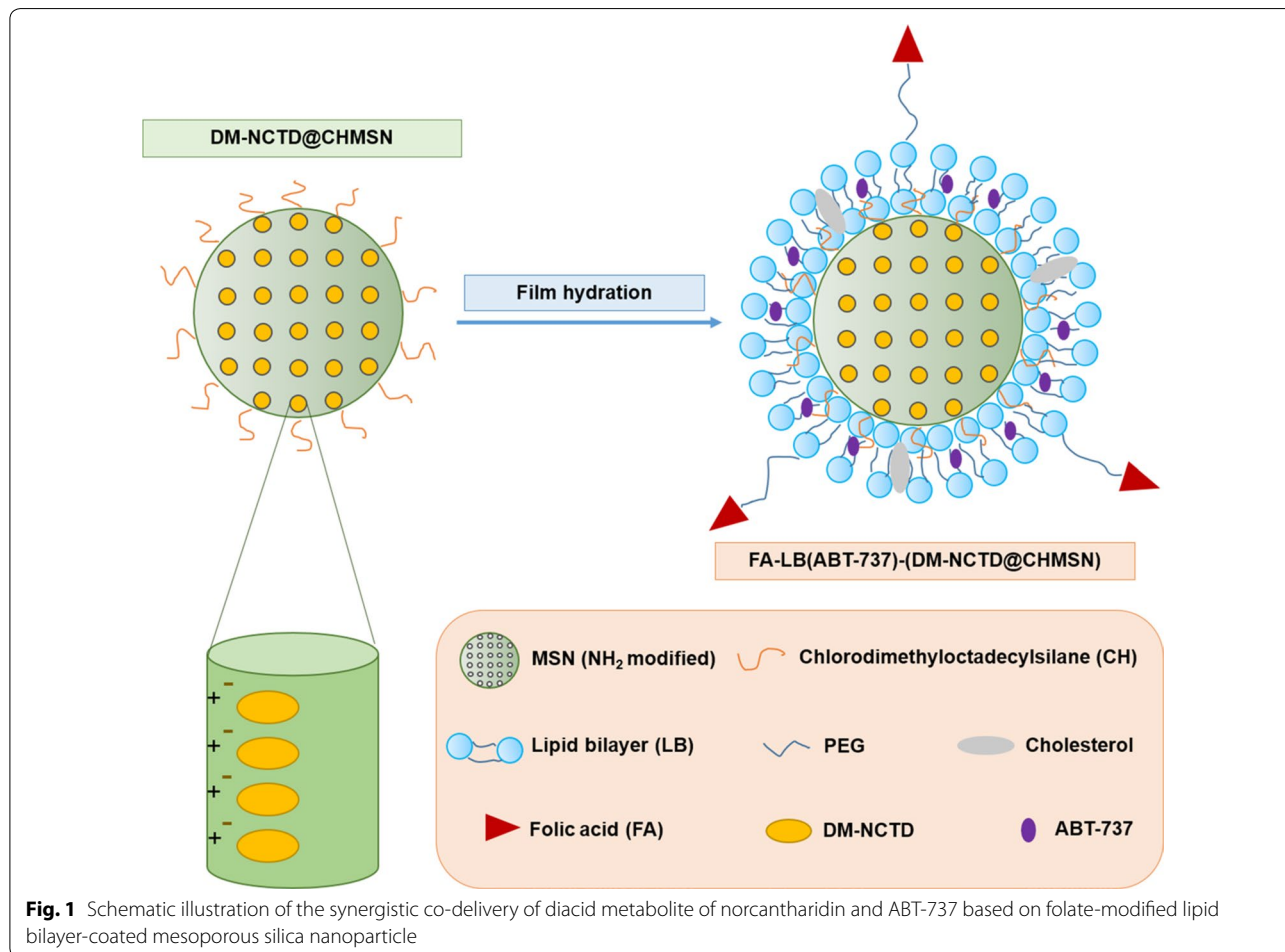 DM-NCTD@CHMSN
Film hydration
FA-LB(ABT-737)-(DM-NCTD@CHMSN)
+ -
+ -
+ -
+ -
MSN (NH₂ modified)
Chlorodimethyloctadecylsilane (CH)
Lipid bilayer (LB)
PEG
Cholesterol
Folic acid (FA)
DM-NCTD
ABT-737
Fig. 1 Schematic illustration of the synergistic co-delivery of diacid metabolite of norcantharidin and ABT-737 based on folate-modified lipid
bilayer-coated mesoporous silica nanoparticle